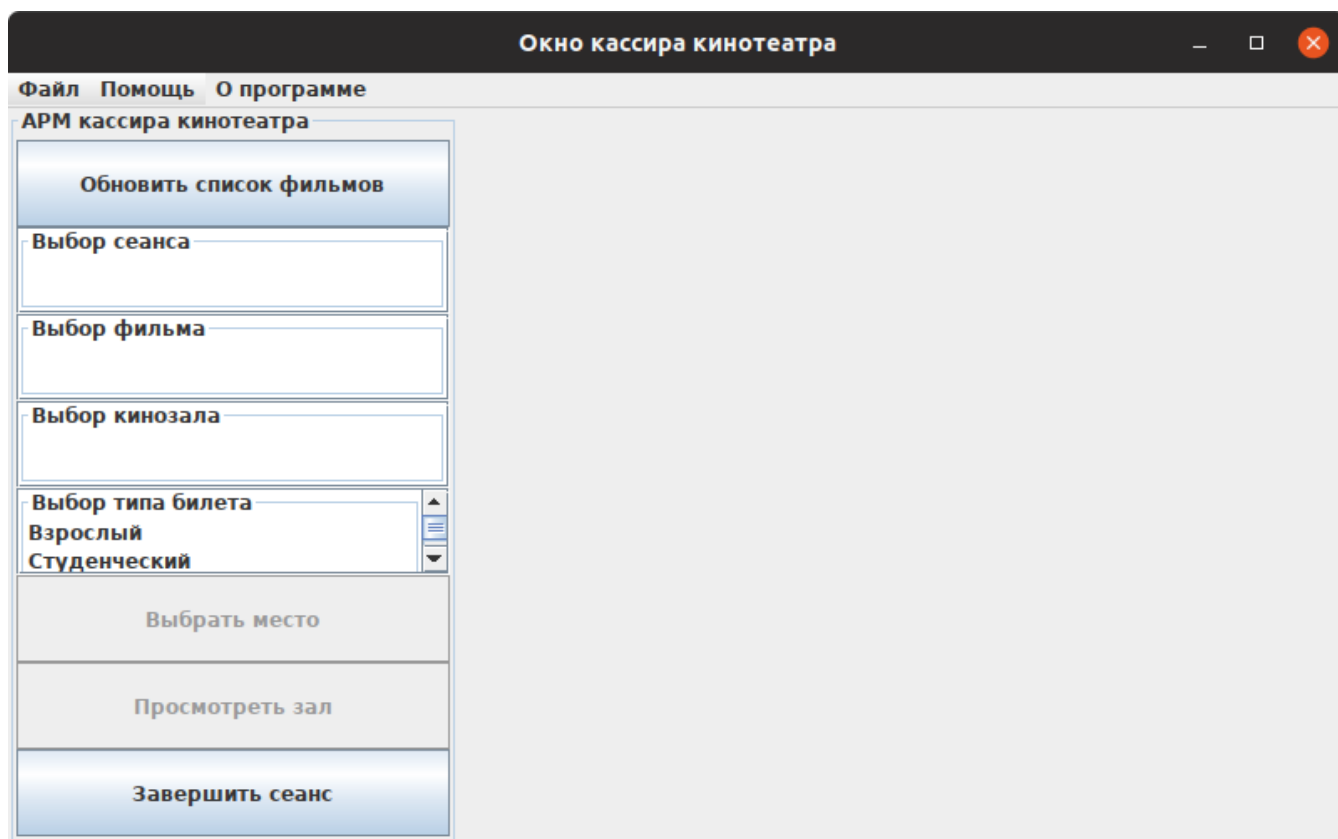 Окно кассира кинотеатра
Файл Помощь О программе
АРМ кассира кинотеатра
Обновить список фильмов
Выбор сеанса
Выбор фильма
Выбор кинозала
Выбор типа билета
Взрослый
Студенческий
Выбрать место
Просмотреть зал
Завершить сеанс